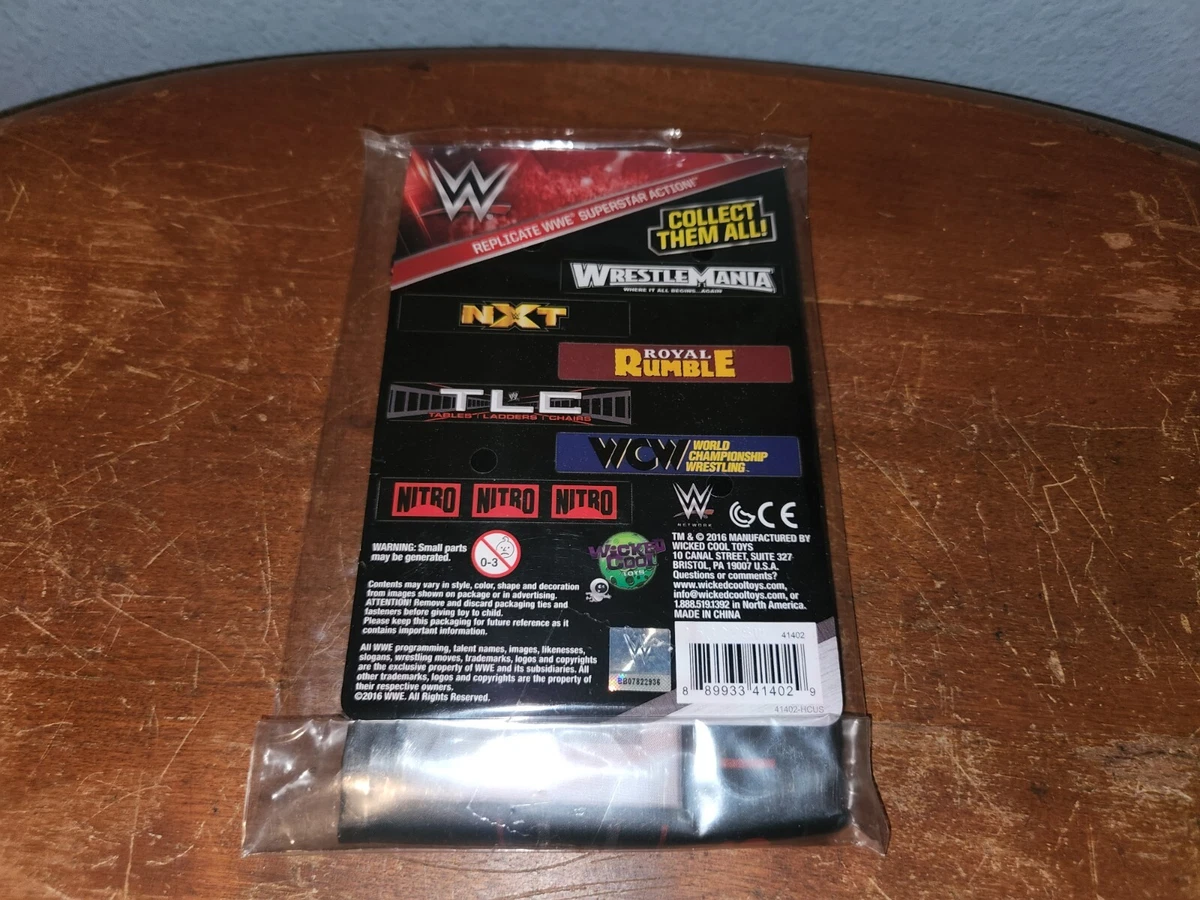 W
REPLICATE WWE® SUPERSTAR ACTION!™
COLLECT
THEM ALL!
WRESTLEMANIA
WHERE IT ALL BEGINS...AGAIN
NXT
ROYAL
RUMBLE
TLC
TABLES LADDERS CHAIRS
WCW WORLD
CHAMPIONSHIP
WRESTLING
NITRO NITRO NITRO
W
NETWORK
CE
WARNING: Small parts
may be generated.
0-3
WICKED
COOL
TOYS
TM & © 2016 MANUFACTURED BY
WICKED COOL TOYS
10 CANAL STREET, SUITE 327
BRISTOL, PA 19007 U.S.A.
Questions or comments?
www.wickedcooltoys.com,
info@wickedcooltoys.com, or
1.888.519.1392 in North America.
MADE IN CHINA
Contents may vary in style, color, shape and decoration
from images shown on package or in advertising.
ATTENTION! Remove and discard packaging ties and
fasteners before giving toy to child.
Please keep this packaging for future reference as it
contains important information.
All WWE programming, talent names, images, likenesses,
slogans, wrestling moves, trademarks, logos and copyrights
are the exclusive property of WWE and its subsidiaries. All
other trademarks, logos and copyrights are the property of
their respective owners.
©2016 WWE. All Rights Reserved.
W
BB07822936
41402
8 89933 41402 9
41402-HCUS